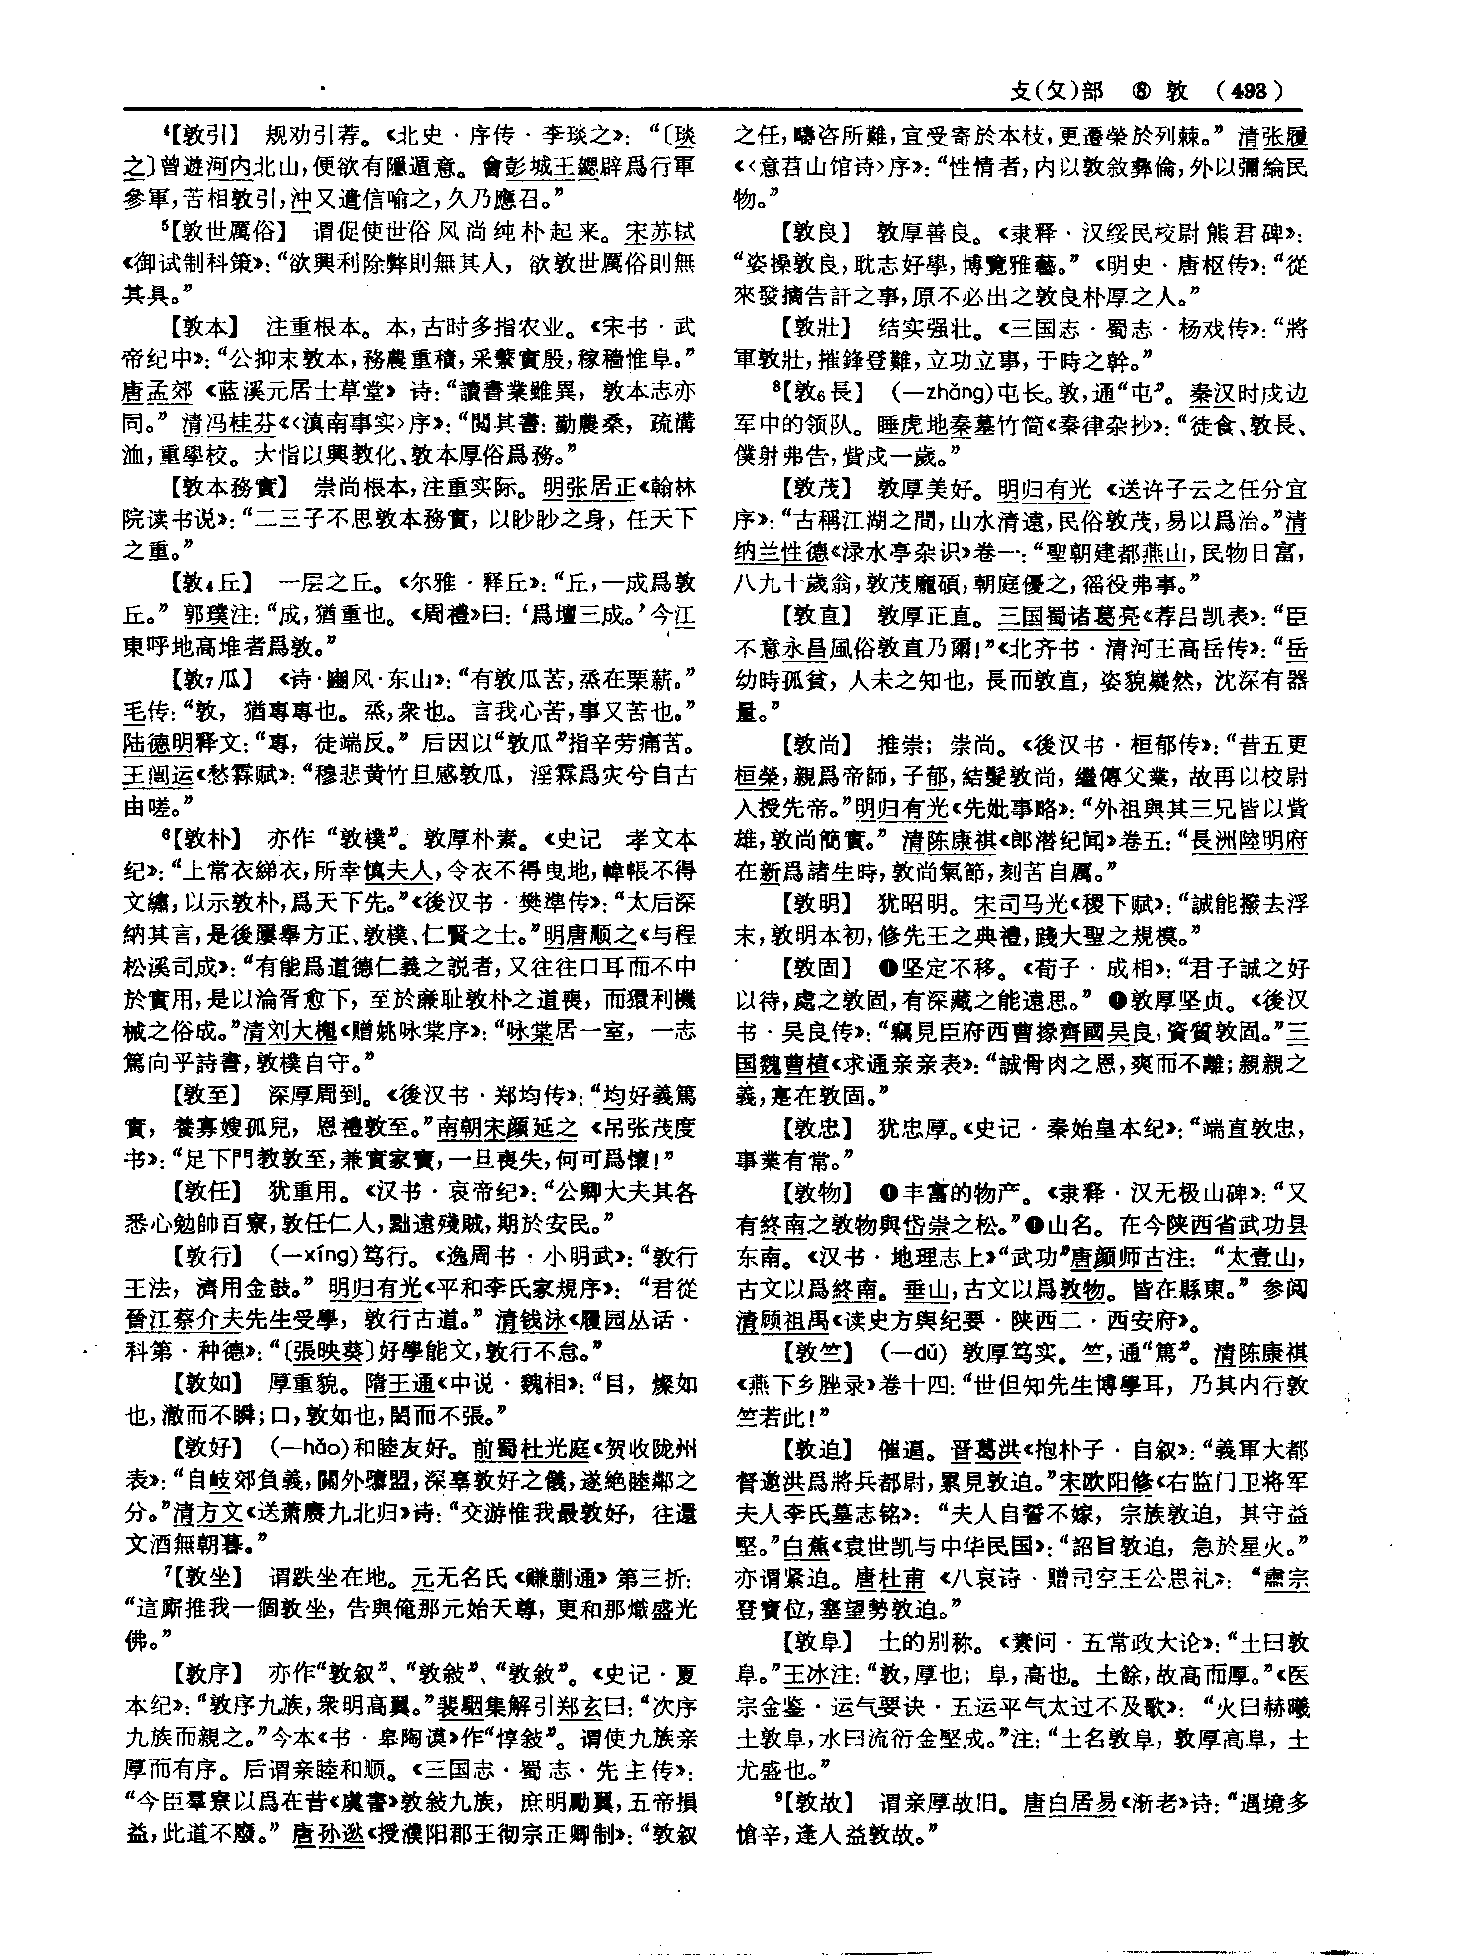 攴(攵)部 ⑧ 敦 (493)
⁴【敦引】 规劝引荐。《北史·序传·李琰之》：“〔琰
之〕曾遊河内北山，便欲有隱遁意。會彭城王勰辟爲行軍
參軍，苦相敦引，沖又遣信喻之，久乃應召。”
⁵【敦世厲俗】 谓促使世俗风尚纯朴起来。宋苏轼
《御试制科策》：“欲興利除弊則無其人，欲敦世厲俗則無
其具。”
【敦本】 注重根本。本，古时多指农业。《宋书·武
帝纪中》：“公抑末敦本，務農重積，采蘩實殷，稼穡惟阜。”
唐孟郊《蓝溪元居士草堂》诗：“讀書業雖異，敦本志亦
同。”清冯桂芬《〈滇南事实〉序》：“閲其書：勤農桑，疏溝
洫，重學校。大恉以興教化、敦本厚俗爲務。”
【敦本務實】 崇尚根本，注重实际。明张居正《翰林
院读书说》：“二三子不思敦本務實，以眇眇之身，任天下
之重。”
【敦₄丘】 一层之丘。《尔雅·释丘》：“丘，一成爲敦
丘。”郭璞注：“成，猶重也。《周禮》曰：‘爲壇三成。’今江
東呼地高堆者爲敦。”
【敦₇瓜】 《诗·豳风·东山》：“有敦瓜苦，烝在栗薪。”
毛传：“敦，猶專專也。烝，衆也。言我心苦，事又苦也。”
陆德明释文：“專，徒端反。”后因以“敦瓜”指辛劳痛苦。
王闿运《愁霖赋》：“穆悲黄竹旦感敦瓜，淫霖爲灾兮自古
由嗟。”
⁶【敦朴】 亦作“敦樸”。敦厚朴素。《史记 孝文本
纪》：“上常衣綈衣，所幸慎夫人，令衣不得曳地，幃帳不得
文繡，以示敦朴，爲天下先。”《後汉书·樊準传》：“太后深
納其言，是後屢舉方正、敦樸、仁賢之士。”明唐顺之《与程
松溪司成》：“有能爲道德仁義之説者，又往往口耳而不中
於實用，是以淪胥愈下，至於廉耻敦朴之道喪，而獧利機
械之俗成。”清刘大櫆《赠姚咏棠序》：“咏棠居一室，一志
篤向乎詩書，敦樸自守。”
【敦至】 深厚周到。《後汉书·郑均传》：“均好義篤
實，養寡嫂孤兒，恩禮敦至。”南朝宋颜延之《吊张茂度
书》：“足下門教敦至，兼實家寶，一旦喪失，何可爲懷！”
【敦任】 犹重用。《汉书·哀帝纪》：“公卿大夫其各
悉心勉帥百寮，敦任仁人，黜遠殘賊，期於安民。”
【敦行】 (—xíng)笃行。《逸周书·小明武》：“敦行
王法，濟用金鼓。”明归有光《平和李氏家规序》：“君從
晉江蔡介夫先生受學，敦行古道。”清钱泳《履园丛话·
科第·种德》：“〔張映葵〕好學能文，敦行不怠。”
【敦如】 厚重貌。隋王通《中说·魏相》：“目，燦如
也，澈而不瞬；口，敦如也，閎而不張。”
【敦好】 (—hǎo)和睦友好。前蜀杜光庭《贺收陇州
表》：“自岐郊負義，關外隳盟，深辜敦好之儀，遂絶睦鄰之
分。”清方文《送萧赓九北归》诗：“交游惟我最敦好，往還
文酒無朝暮。”
⁷【敦坐】 谓跌坐在地。元无名氏《赚蒯通》第三折：
“這厮推我一個敦坐，告與俺那元始天尊，更和那熾盛光
佛。”
【敦序】 亦作“敦叙”、“敦敍”、“敦敘”。《史记·夏
本纪》：“敦序九族，衆明高翼。”裴駰集解引郑玄曰：“次序
九族而親之。”今本《书·皋陶谟》作“惇敍”。谓使九族亲
厚而有序。后谓亲睦和顺。《三国志·蜀志·先主传》：
“今臣羣寮以爲在昔《虞書》敦敍九族，庶明勵翼，五帝損
益，此道不廢。”唐孙逖《授濮阳郡王彻宗正卿制》：“敦叙
之任，疇咨所難，宜受寄於本枝，更遷榮於列棘。”清张履
《〈意苕山馆诗〉序》：“性情者，内以敦敘彝倫，外以彌綸民
物。”
【敦良】 敦厚善良。《隶释·汉绥民校尉熊君碑》：
“姿操敦良，耽志好學，博覽雅藝。”《明史·唐枢传》：“從
來發摘告訐之事，原不必出之敦良朴厚之人。”
【敦壯】 结实强壮。《三国志·蜀志·杨戏传》：“將
軍敦壯，摧鋒登難，立功立事，于時之幹。”
⁸【敦₆長】 (—zhǎng)屯长。敦，通“屯”。秦汉时戍边
军中的领队。睡虎地秦墓竹简《秦律杂抄》：“徒食、敦長、
僕射弗告，貲戍一歲。”
【敦茂】 敦厚美好。明归有光《送许子云之任分宜
序》：“古稱江湖之間，山水清遠，民俗敦茂，易以爲治。”清
纳兰性德《渌水亭杂识》卷一：“聖朝建都燕山，民物日富，
八九十歲翁，敦茂龐碩，朝庭優之，徭役弗事。”
【敦直】 敦厚正直。三国蜀诸葛亮《荐吕凯表》：“臣
不意永昌風俗敦直乃爾！”《北齐书·清河王高岳传》：“岳
幼時孤貧，人未之知也，長而敦直，姿貌嶷然，沈深有器
量。”
【敦尚】 推崇；崇尚。《後汉书·桓郁传》：“昔五更
桓榮，親爲帝師，子郁，結髮敦尚，繼傳父業，故再以校尉
入授先帝。”明归有光《先妣事略》：“外祖與其三兄皆以貲
雄，敦尚簡實。”清陈康祺《郎潜纪闻》卷五：“長洲陸明府
在新爲諸生時，敦尚氣節，刻苦自厲。”
【敦明】 犹昭明。宋司马光《稷下赋》：“誠能撥去浮
末，敦明本初，修先王之典禮，踐大聖之規模。”
【敦固】 ❶坚定不移。《荀子·成相》：“君子誠之好
以待，處之敦固，有深藏之能遠思。”❷敦厚坚贞。《後汉
书·吴良传》：“竊見臣府西曹掾齊國吴良，資質敦固。”三
国魏曹植《求通亲亲表》：“誠骨肉之恩，爽而不離；親親之
義，寔在敦固。”
【敦忠】 犹忠厚。《史记·秦始皇本纪》：“端直敦忠，
事業有常。”
【敦物】 ❶丰富的物产。《隶释·汉无极山碑》：“又
有終南之敦物與岱崇之松。”❷山名。在今陕西省武功县
东南。《汉书·地理志上》“武功”唐颜师古注：“太壹山，
古文以爲終南。垂山，古文以爲敦物。皆在縣東。”参阅
清顾祖禹《读史方舆纪要·陕西二·西安府》。
【敦竺】 (—dǔ) 敦厚笃实。竺，通“篤”。清陈康祺
《燕下乡脞录》卷十四：“世但知先生博學耳，乃其内行敦
竺若此！”
【敦迫】 催逼。晋葛洪《抱朴子·自叙》：“義軍大都
督邀洪爲將兵都尉，累見敦迫。”宋欧阳修《右监门卫将军
夫人李氏墓志铭》：“夫人自誓不嫁，宗族敦迫，其守益
堅。”白蕉《袁世凯与中华民国》：“詔旨敦迫，急於星火。”
亦谓紧迫。唐杜甫《八哀诗·赠司空王公思礼》：“肅宗
登寶位，塞望勢敦迫。”
【敦阜】 土的别称。《素问·五常政大论》：“土曰敦
阜。”王冰注：“敦，厚也；阜，高也。土餘，故高而厚。”《医
宗金鉴·运气要诀·五运平气太过不及歌》：“火曰赫曦
土敦阜，水曰流衍金堅成。”注：“土名敦阜，敦厚高阜，土
尤盛也。”
⁹【敦故】 谓亲厚故旧。唐白居易《渐老》诗：“遇境多
愴辛，逢人益敦故。”